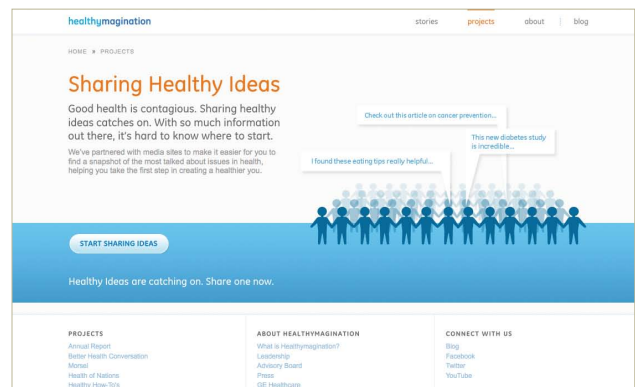 healthymagination
stories projects about | blog
HOME PROJECTS
Sharing Healthy Ideas
Good health is contagious. Sharing healthy
ideas catches on. With so much information
out there, it's hard to know where to start.
We've partnered with media sites to make it easier for you to
find a snapshot of the most talked about issues in health,
helping you take the first step in creating a healthier you.
Check out this article on cancer prevention...
This new diabetes study
is incredible...
I found these eating tips really helpful...
START SHARING IDEAS
Healthy Ideas are catching on. Share one now.
PROJECTS
Annual Report
Better Health Conversation
Morsel
Health of Nations
Healthy How-To's
ABOUT HEALTHYMAGINATION
What is Healthymagination?
Leadership
Advisory Board
Press
GE Healthcare
CONNECT WITH US
Blog
Facebook
Twitter
YouTube